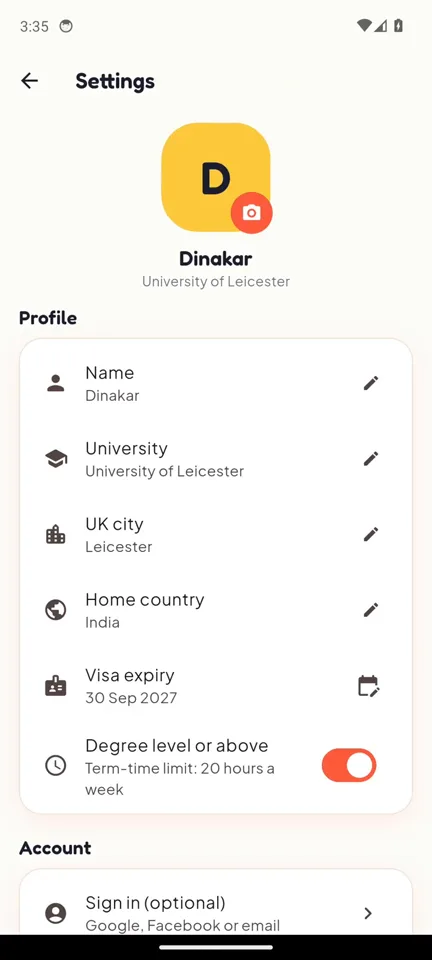 3:35
Settings
D
Dinakar
University of Leicester
Profile
Name
Dinakar
University
University of Leicester
UK city
Leicester
Home country
India
Visa expiry
30 Sep 2027
Degree level or above
Term-time limit: 20 hours a
week
Account
Sign in (optional)
Google, Facebook or email